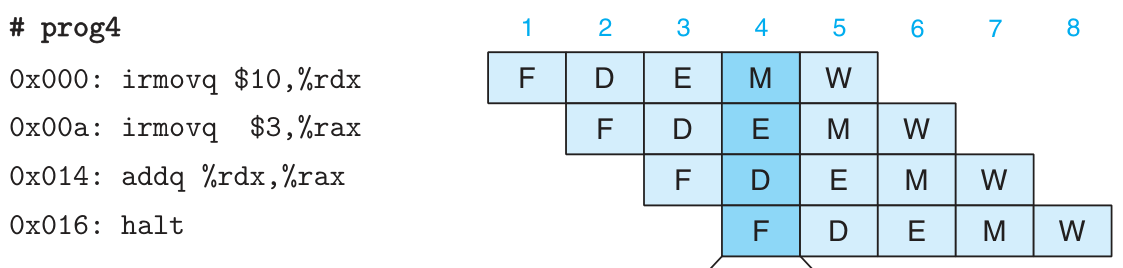 # prog4 1 2 3 4 5 6 7 8
0x000: irmovq $10,%rdx F D E M W
0x00a: irmovq  $3,%rax F D E M W
0x014: addq %rdx,%rax F D E M W
0x016: halt F D E M W